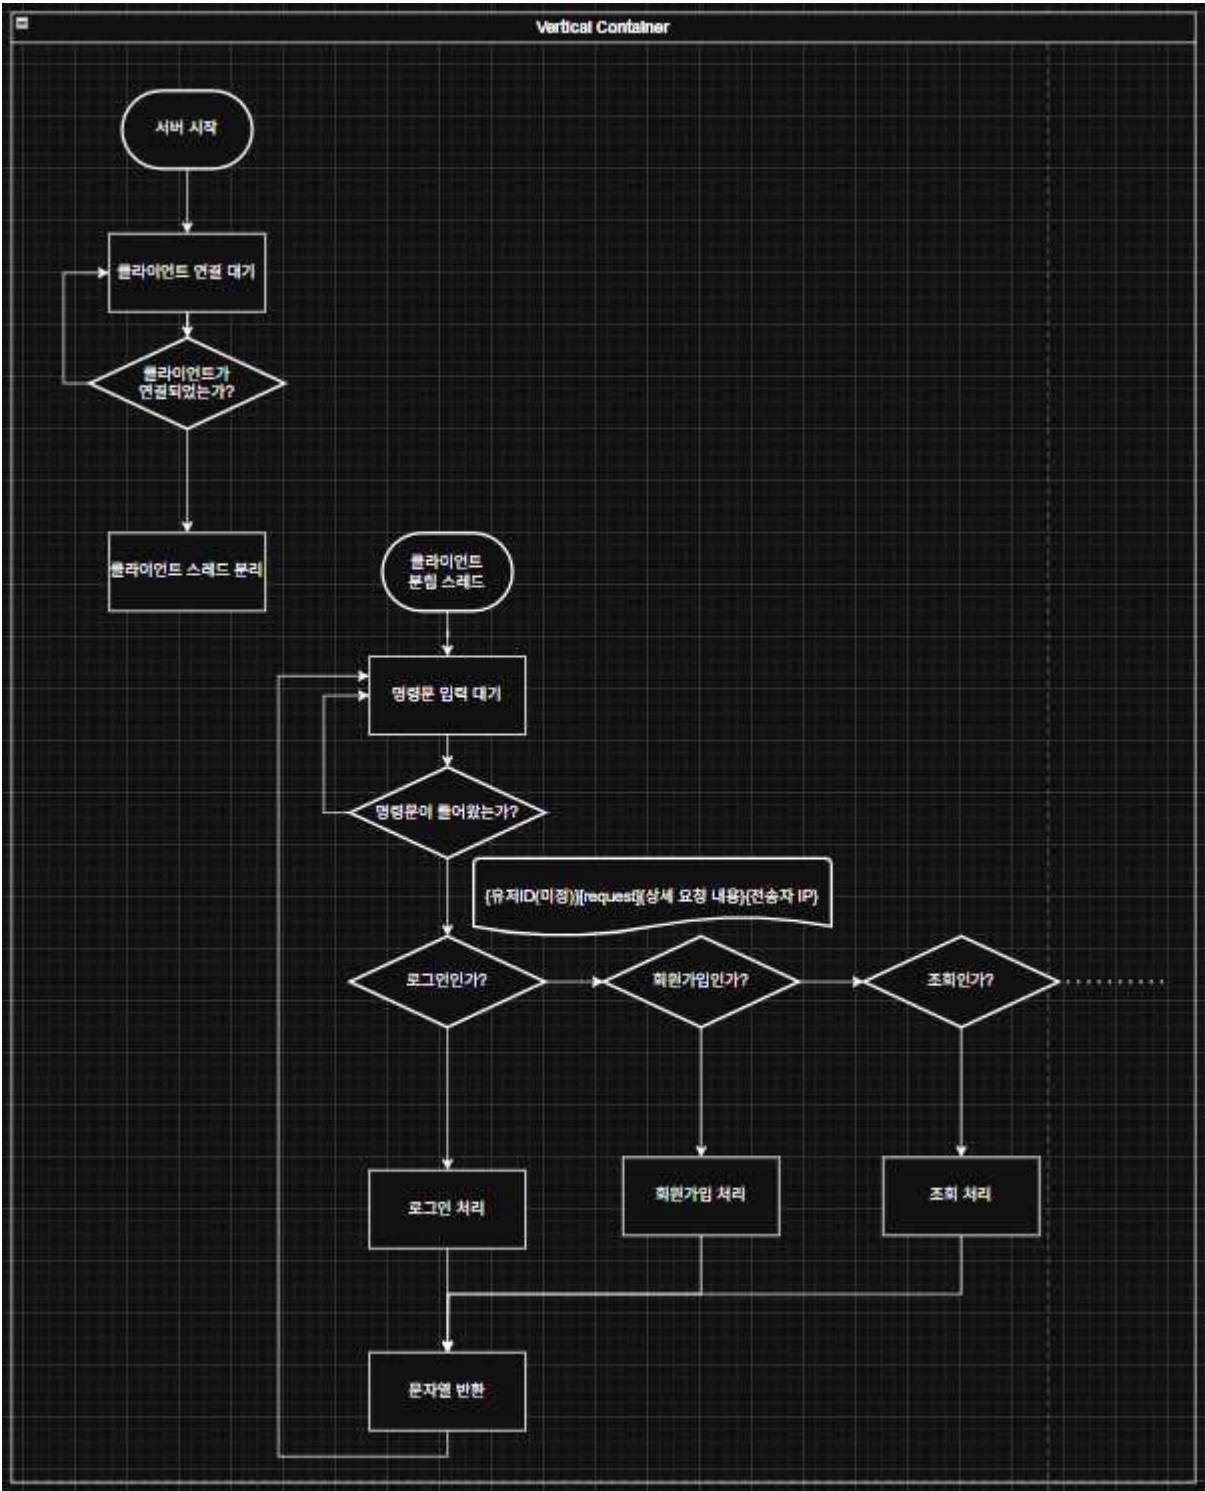 Vertical Container
서버 시작
클라이언트 연결 대기
클라이언트가
연결되었는가?
클라이언트 스레드 분리
클라이언트
분립 스레드
명령문 입력 대기
명령문이 들어왔는가?
{유저ID(미정)}[request]{상세 요청 내용}{전송자 IP}
로그인인가?
회원가입인가?
조회인가?
로그인 처리
회원가입 처리
조회 처리
문자열 반환